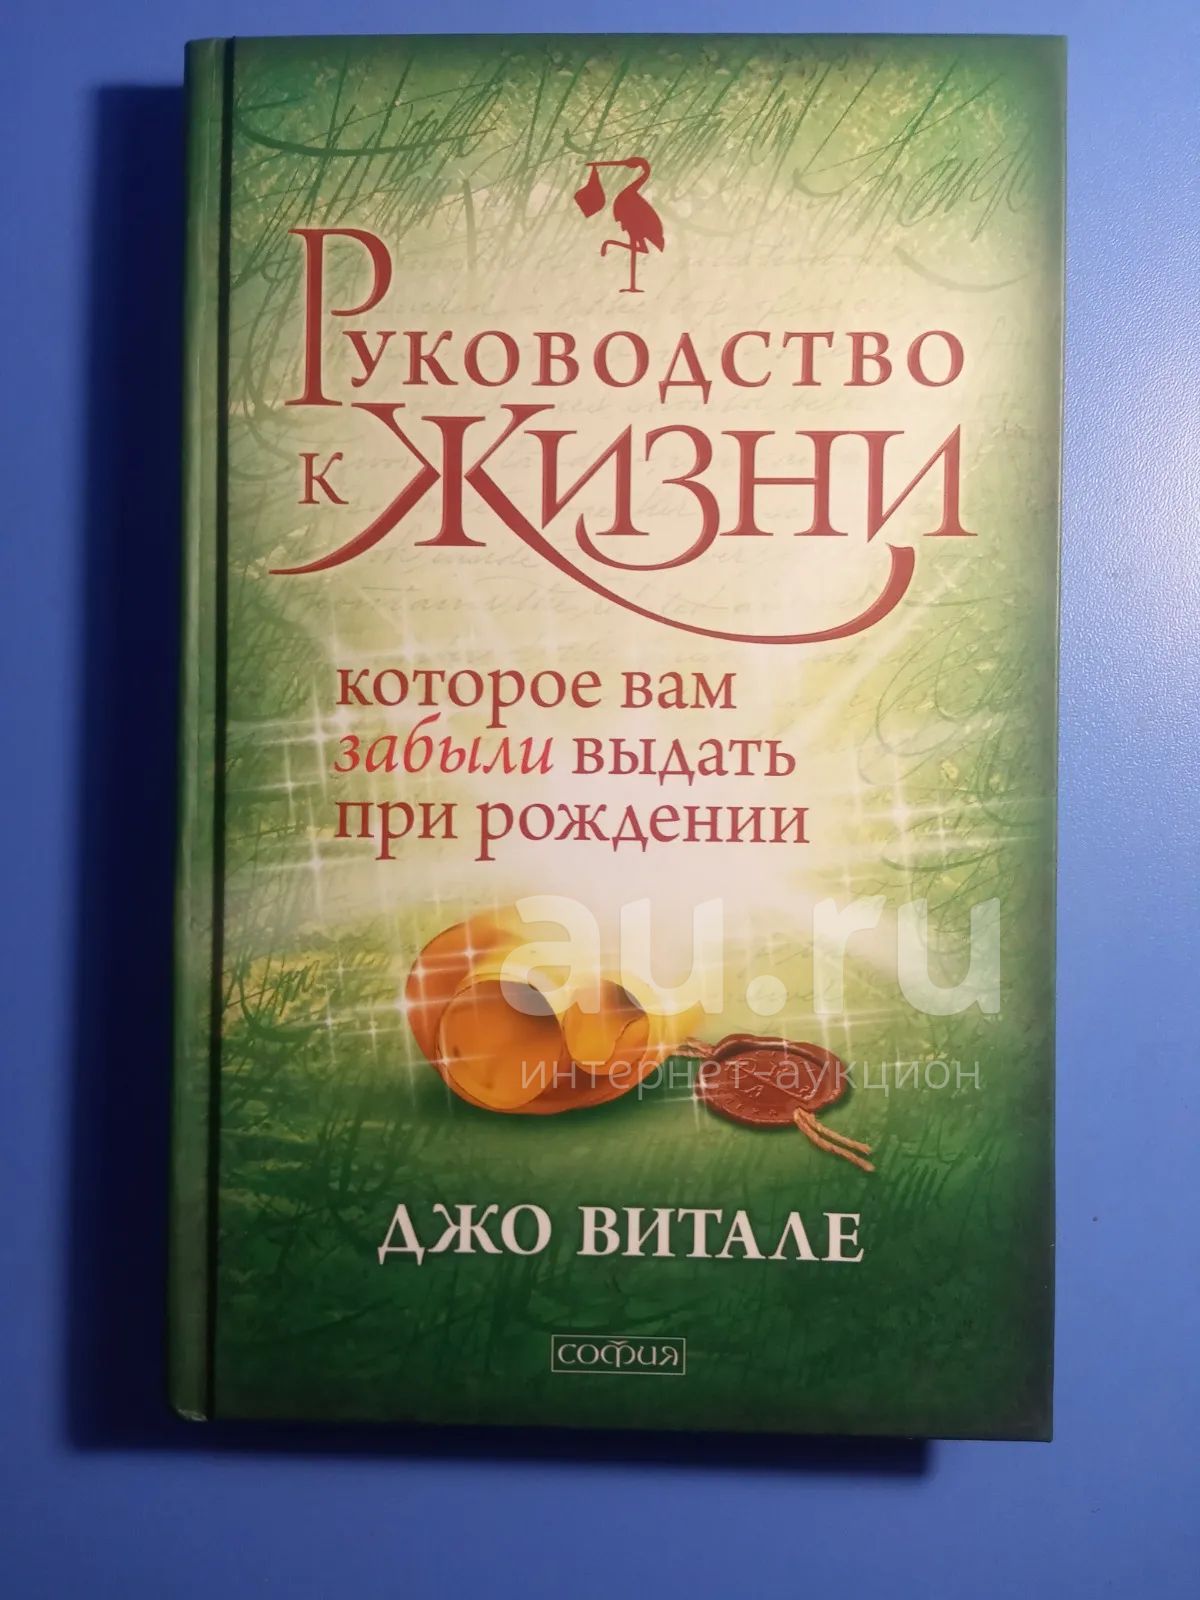 Руководство
к Жизни
которое вам
забыли выдать
при рождении
au.ru
интернет-аукцион
ДЖО ВИТАЛЕ
СОФИЯ